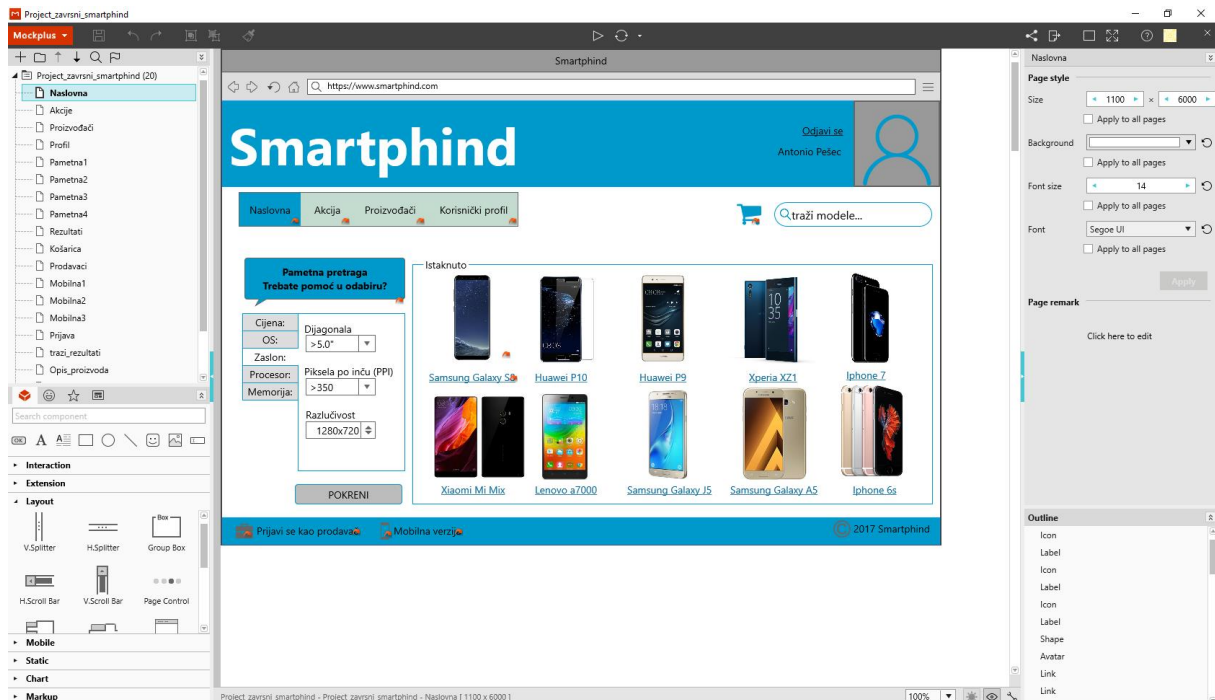 Project_zavrsni_smartphind
Mockplus
Project_zavrsni_smartphind (20)
Naslovna
Akcije
Proizvođači
Profil
Pametna1
Pametna2
Pametna3
Pametna4
Rezultati
Košarica
Prodavaci
Mobilna1
Mobilna2
Mobilna3
Prijava
trazi_rezultati
Opis_proizvoda
Search component
OK A A
Interaction
Extension
Layout
Box
V.Splitter H.Splitter Group Box
H.Scroll Bar V.Scroll Bar Page Control
Mobile
Static
Chart
Markup
Smartphind
https://www.smartphind.com
Smartphind
Odjavi se
Antonio Pešec
Naslovna Akcija Proizvođači Korisnički profil
traži modele...
Pametna pretraga
Trebate pomoć u odabiru?
Cijena:
OS:
Zaslon:
Procesor:
Memorija:
Dijagonala
>5.0"
Piksela po inču (PPI)
>350
Razlučivost
1280x720
POKRENI
Istaknuto
Samsung Galaxy S8 Huawei P10 Huawei P9 Xperia XZ1 Iphone 7
Xiaomi Mi Mix Lenovo a7000 Samsung Galaxy J5 Samsung Galaxy A5 Iphone 6s
Prijavi se kao prodavač Mobilna verzija © 2017 Smartphind
Project_zavrsni_smartphind - Project_zavrsni_smartphind - Naslovna [ 1100 x 6000 ]
100%
Naslovna
Page style
Size 1100 × 6000
Apply to all pages
Background
Apply to all pages
Font size 14
Apply to all pages
Font Segoe UI
Apply to all pages
Apply
Page remark
Click here to edit
Outline
Icon
Label
Icon
Label
Icon
Label
Shape
Avatar
Link
Link